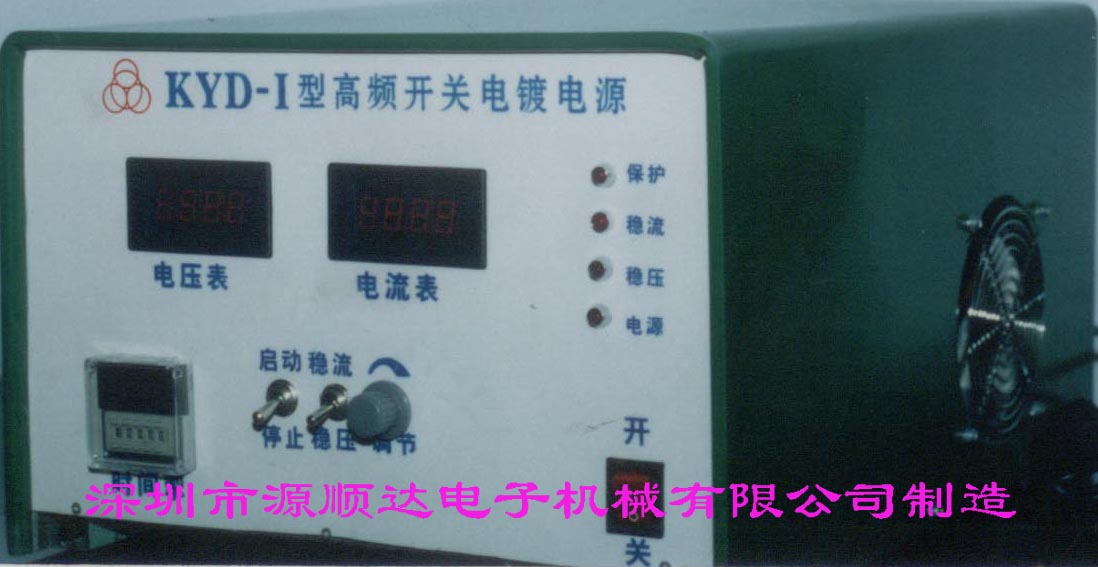 KYD-I型高频开关电镀电源
保护
稳流
稳压
电源
电压表
电流表
启动 稳流
停止 稳压 调节
开
关
时间
深圳市源顺达电子机械有限公司制造